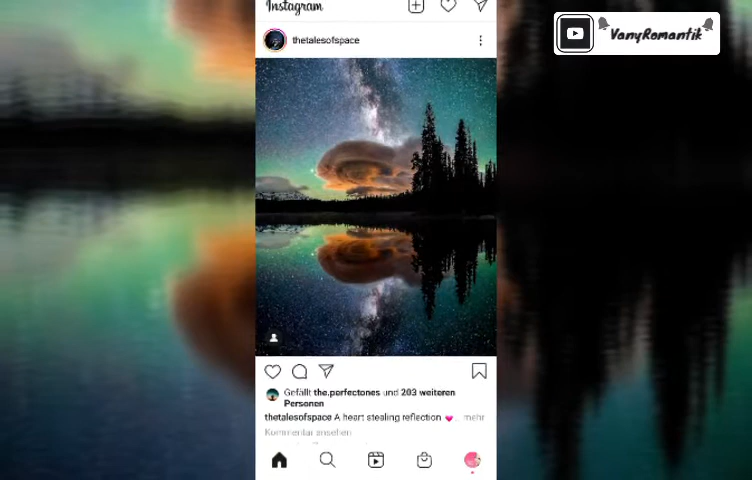 Instagram
VanyRomantik
thetalesofspace
Gefällt the.perfectones und 203 weiteren
Personen
thetalesofspace A heart stealing reflection 💗... mehr
Kommentar ansehen